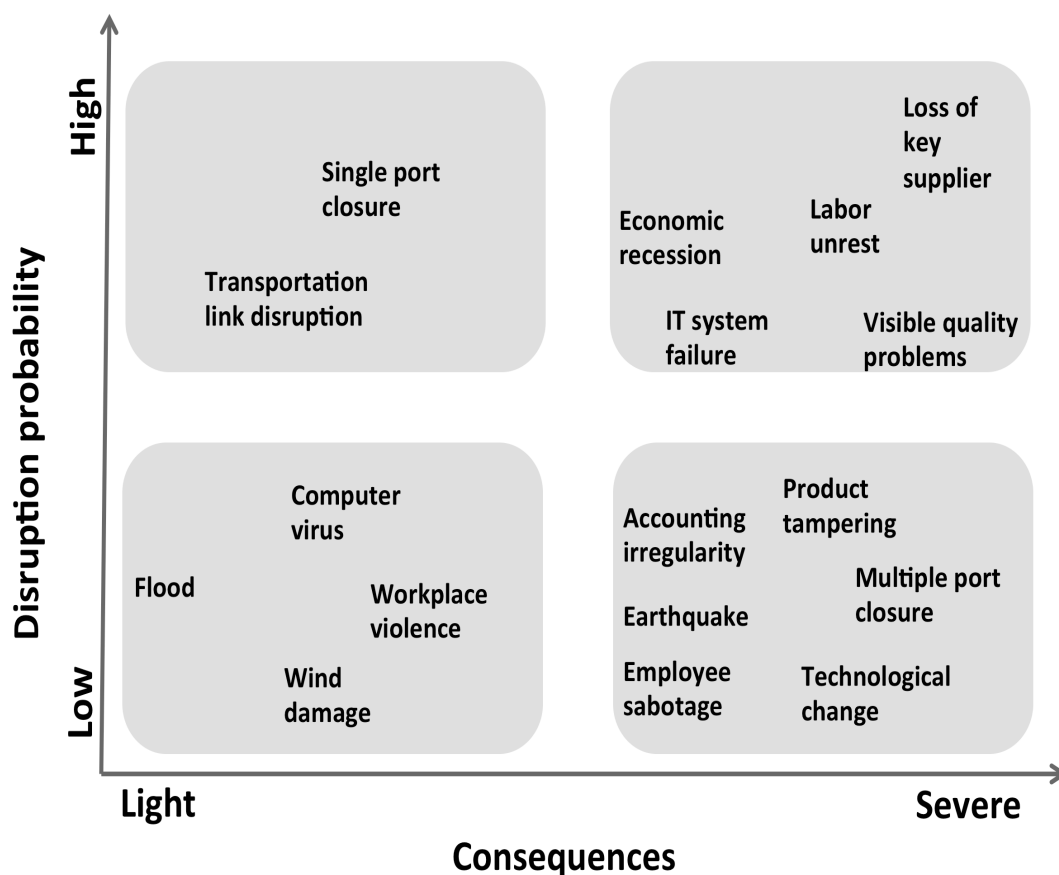 Disruption probability
High
Low
Single port
closure
Transportation
link disruption
Loss of
key
supplier
Labor
unrest
Economic
recession
IT system
failure
Visible quality
problems
Computer
virus
Flood
Workplace
violence
Wind
damage
Product
tampering
Accounting
irregularity
Multiple port
closure
Earthquake
Employee
sabotage
Technological
change
Light
Severe
Consequences